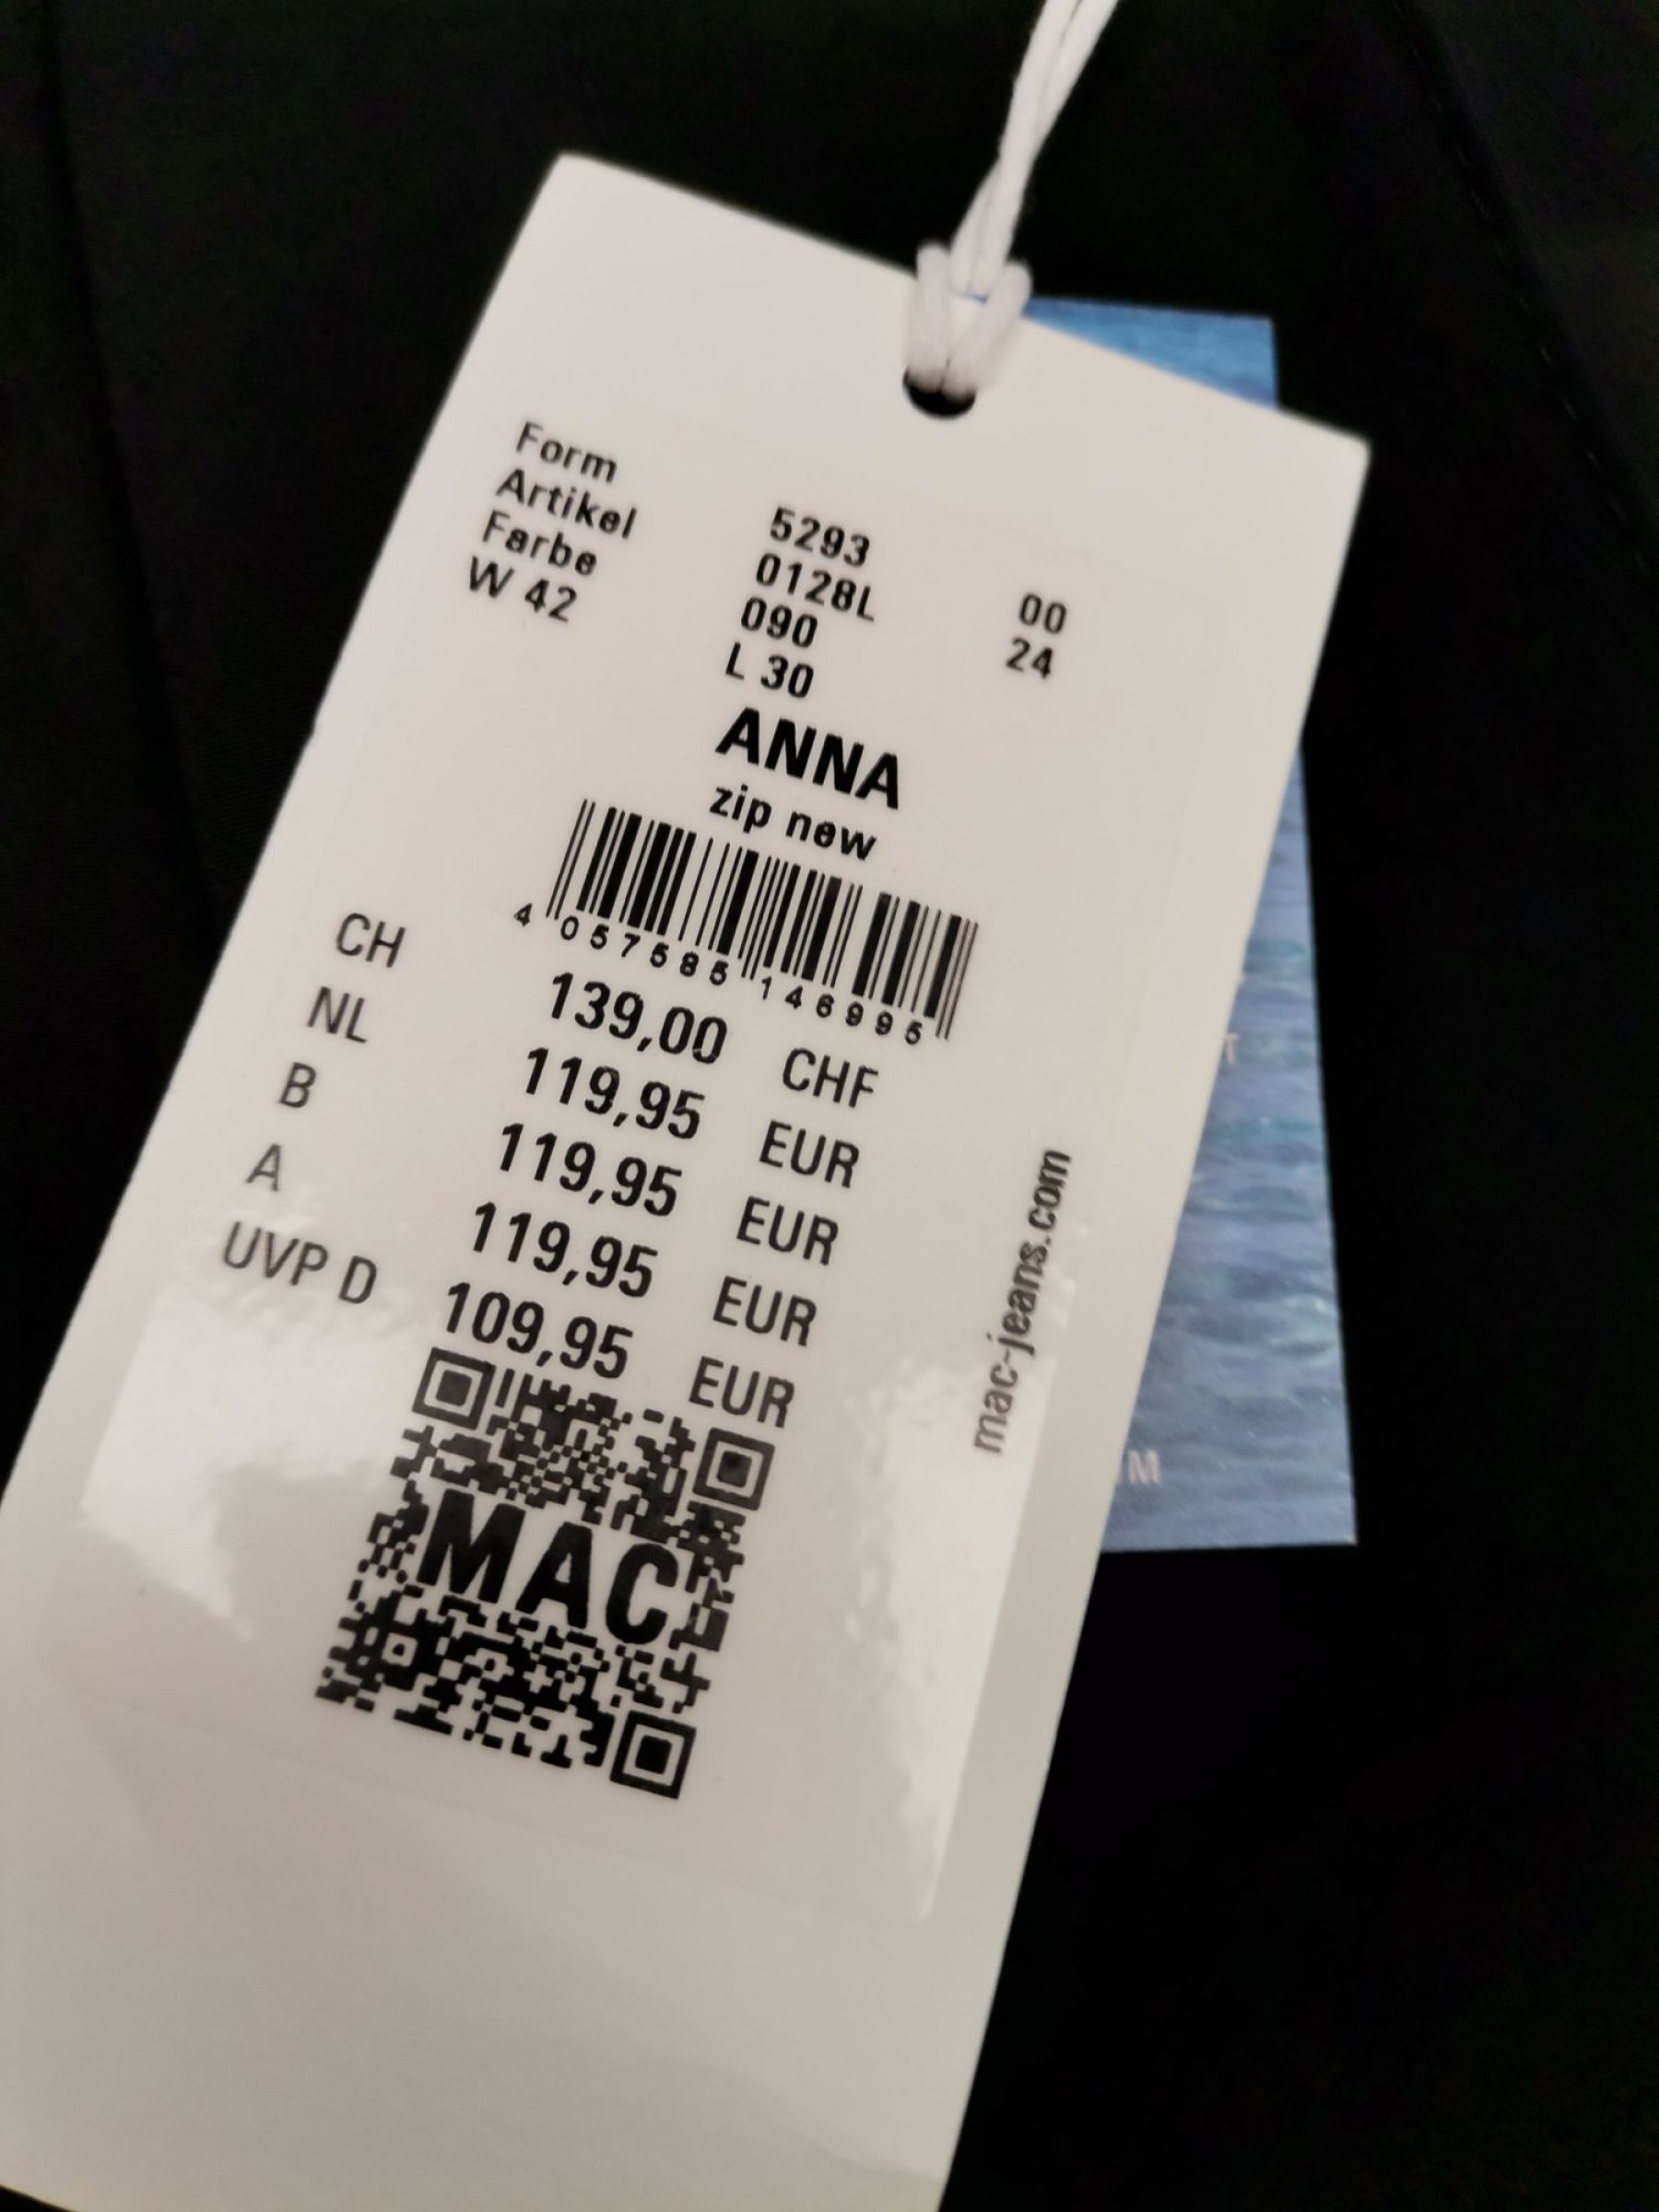 Form 5293 00
Artikel 0128L 24
Farbe 090
W 42 L 30
ANNA
zip new
4 057585 146995
CH 139,00 CHF
NL 119,95 EUR
B 119,95 EUR
A 119,95 EUR
UVP D 109,95 EUR
mac-jeans.com
MAC